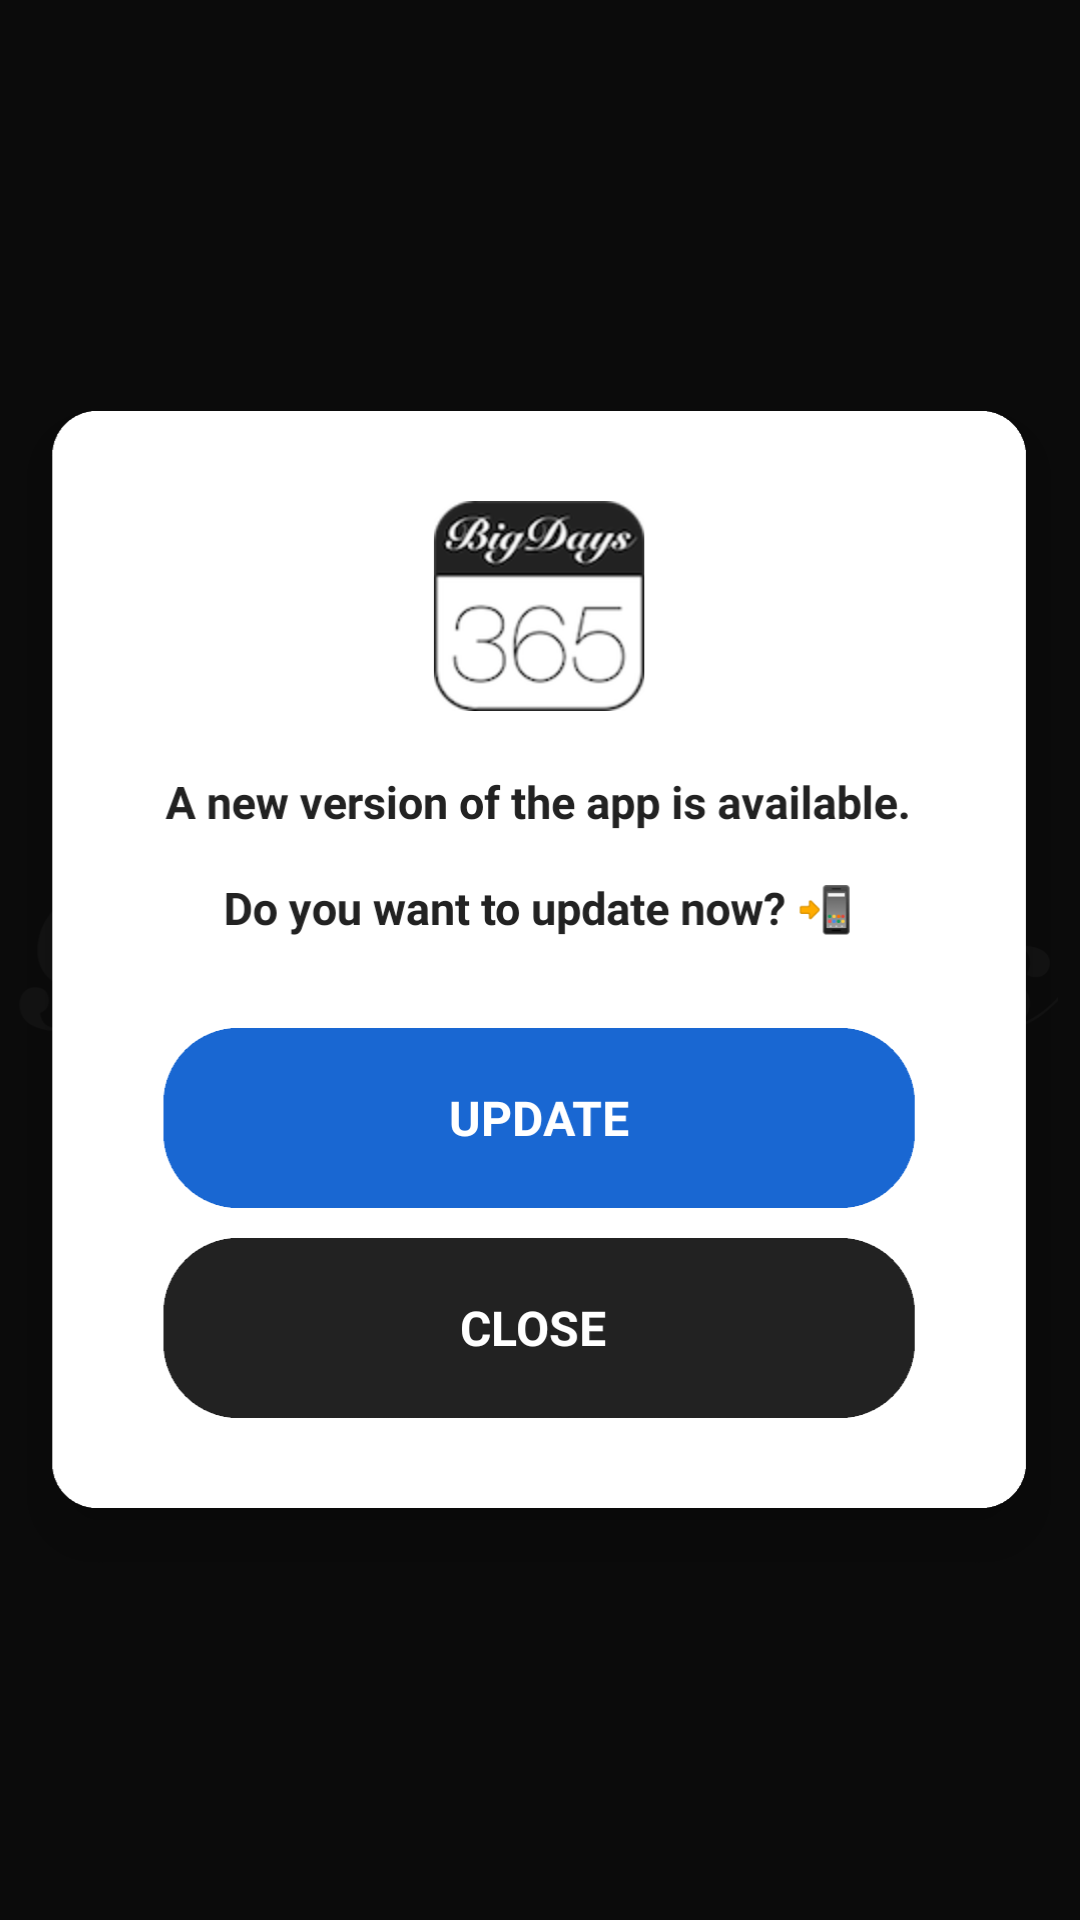 BigDays
365
A new version of the app is available.
Do you want to update now? 📲
UPDATE
CLOSE